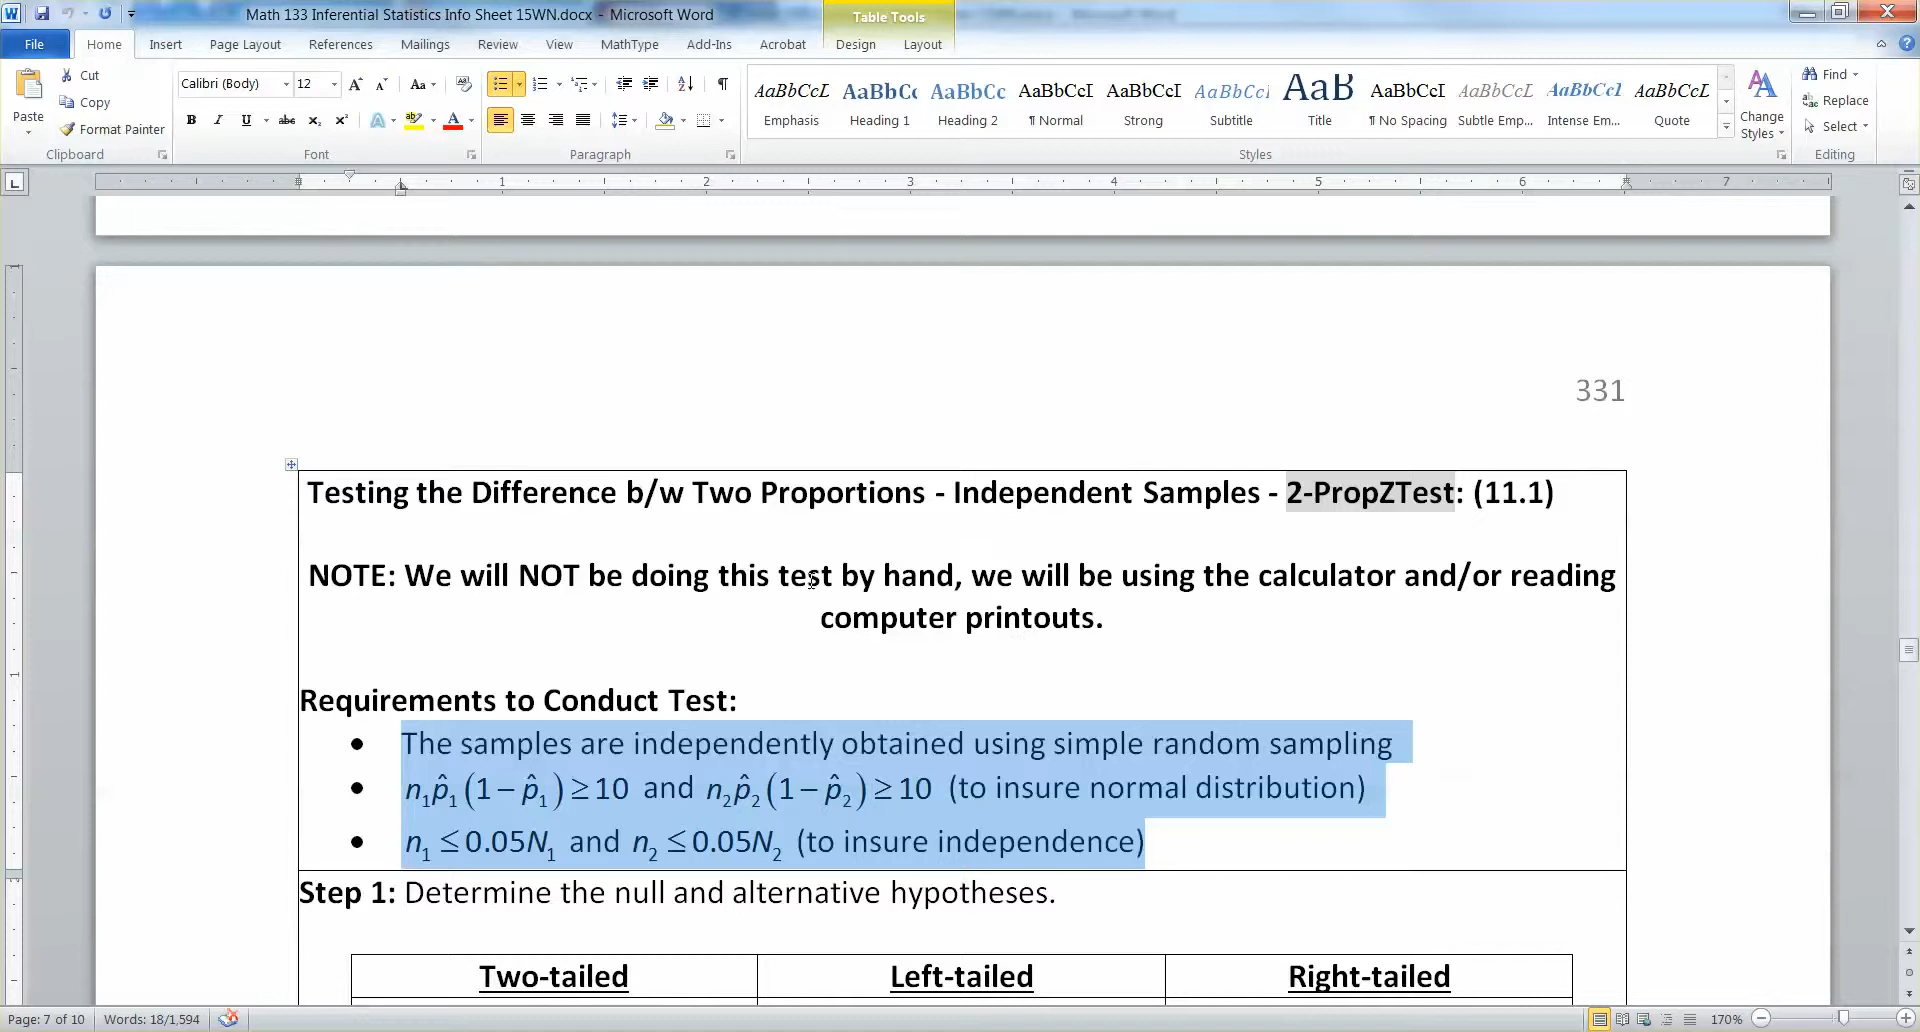 Math 133 Inferential Statistics Info Sheet 15WN.docx - Microsoft Word
Table Tools
File Home Insert Page Layout References Mailings Review View MathType Add-Ins Acrobat Design Layout
Paste
Cut
Copy
Format Painter
Clipboard
Calibri (Body) 12
Font
Paragraph
AaBbCcL AaBbCc AaBbCc AaBbCcI AaBbCcI AaBbCcI AaB AaBbCcI AaBbCcL AaBbCcI AaBbCcL
Emphasis Heading 1 Heading 2 ¶ Normal Strong Subtitle Title ¶ No Spacing Subtle Emp... Intense Em... Quote
Styles
Change Styles
Find
Replace
Select
Editing
1 2 3 4 5 6 7
331
Testing the Difference b/w Two Proportions - Independent Samples - 2-PropZTest: (11.1)
NOTE: We will NOT be doing this test by hand, we will be using the calculator and/or reading
computer printouts.
Requirements to Conduct Test:
• The samples are independently obtained using simple random sampling
• n₁p̂₁(1−p̂₁)≥10 and n₂p̂₂(1−p̂₂)≥10 (to insure normal distribution)
• n₁≤0.05N₁ and n₂≤0.05N₂ (to insure independence)
Step 1: Determine the null and alternative hypotheses.
Two-tailed Left-tailed Right-tailed
Page: 7 of 10 Words: 18/1,594 170%